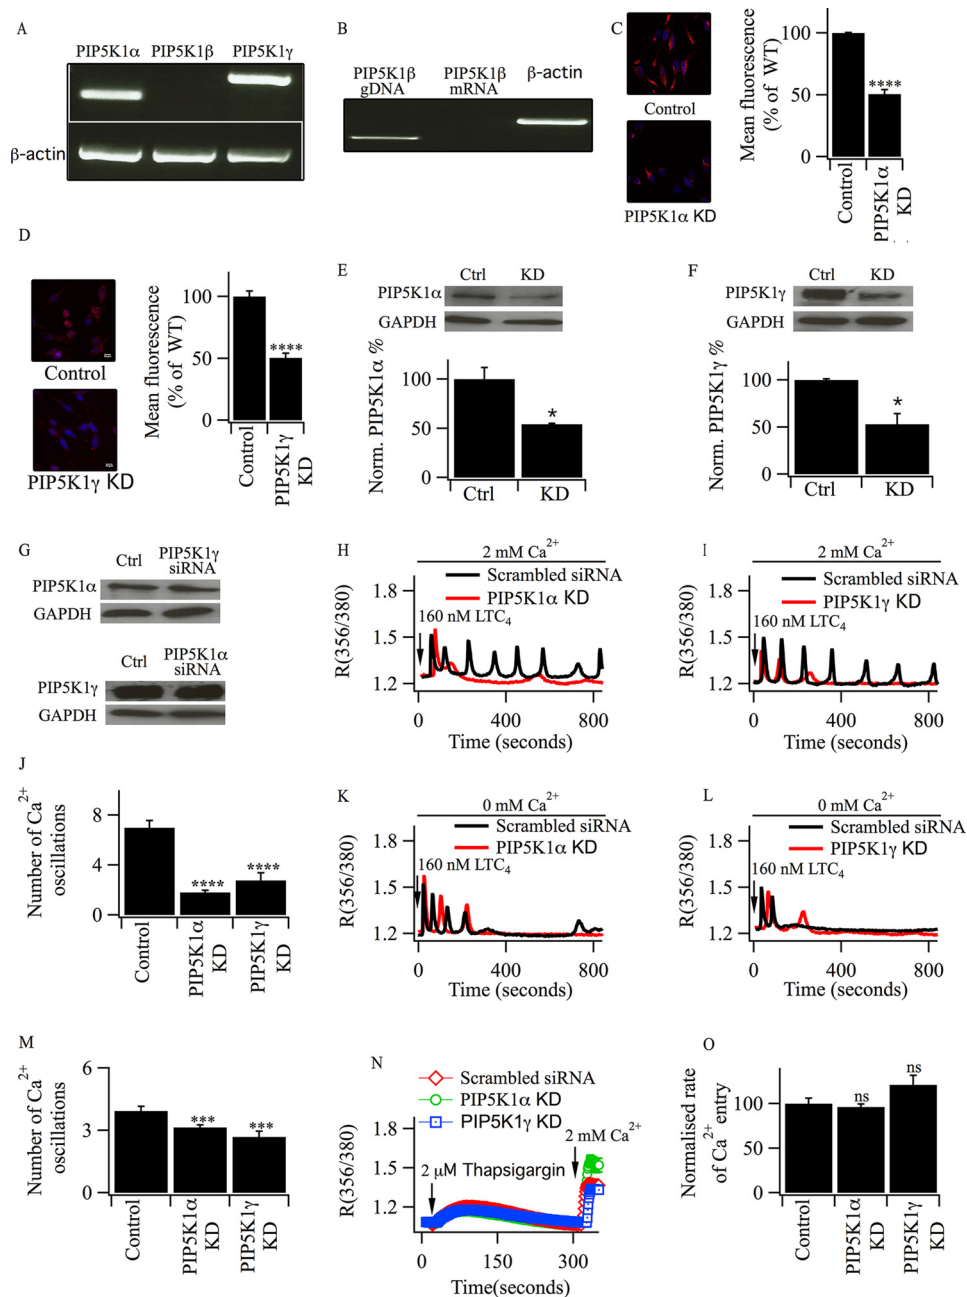 A
PIP5K1α PIP5K1β PIP5K1γ
β-actin
B
PIP5K1β gDNA
PIP5K1β mRNA
β-actin
C
Control
PIP5K1α KD
Mean fluorescence
(% of WT)
100
50
0
****
Control
PIP5K1α
KD
D
Control
PIP5K1γ KD
Mean fluorescence
(% of WT)
100
50
0
****
Control
PIP5K1γ
KD
E
Ctrl KD
PIP5K1α
GAPDH
Norm. PIP5K1α %
100
50
0
*
Ctrl KD
F
Ctrl KD
PIP5K1γ
GAPDH
Norm. PIP5K1γ %
100
50
0
*
Ctrl KD
G
Ctrl
PIP5K1γ
siRNA
PIP5K1α
GAPDH
Ctrl
PIP5K1α
siRNA
PIP5K1γ
GAPDH
H
2 mM Ca²⁺
Scrambled siRNA
PIP5K1α KD
160 nM LTC₄
R(356/380)
1.8
1.5
1.2
0 400 800
Time (seconds)
I
2 mM Ca²⁺
Scrambled siRNA
PIP5K1γ KD
160 nM LTC₄
R(356/380)
1.8
1.5
1.2
0 400 800
Time (seconds)
J
Number of Ca²⁺
oscillations
8
4
0
****
****
Control
PIP5K1α
KD
PIP5K1γ
KD
K
0 mM Ca²⁺
Scrambled siRNA
PIP5K1α KD
160 nM LTC₄
R(356/380)
1.8
1.5
1.2
0 400 800
Time (seconds)
L
0 mM Ca²⁺
Scrambled siRNA
PIP5K1γ KD
160 nM LTC₄
R(356/380)
1.8
1.5
1.2
0 400 800
Time (seconds)
M
Number of Ca²⁺
oscillations
6
3
0
***
***
Control
PIP5K1α
KD
PIP5K1γ
KD
N
Scrambled siRNA
PIP5K1α KD
PIP5K1γ KD
2 mM Ca²⁺
2 μM Thapsigargin
R(356/380)
1.8
1.5
1.2
0 150 300
Time(seconds)
O
Normalised rate
of Ca²⁺ entry
100
50
0
ns
ns
Control
PIP5K1α
KD
PIP5K1γ
KD